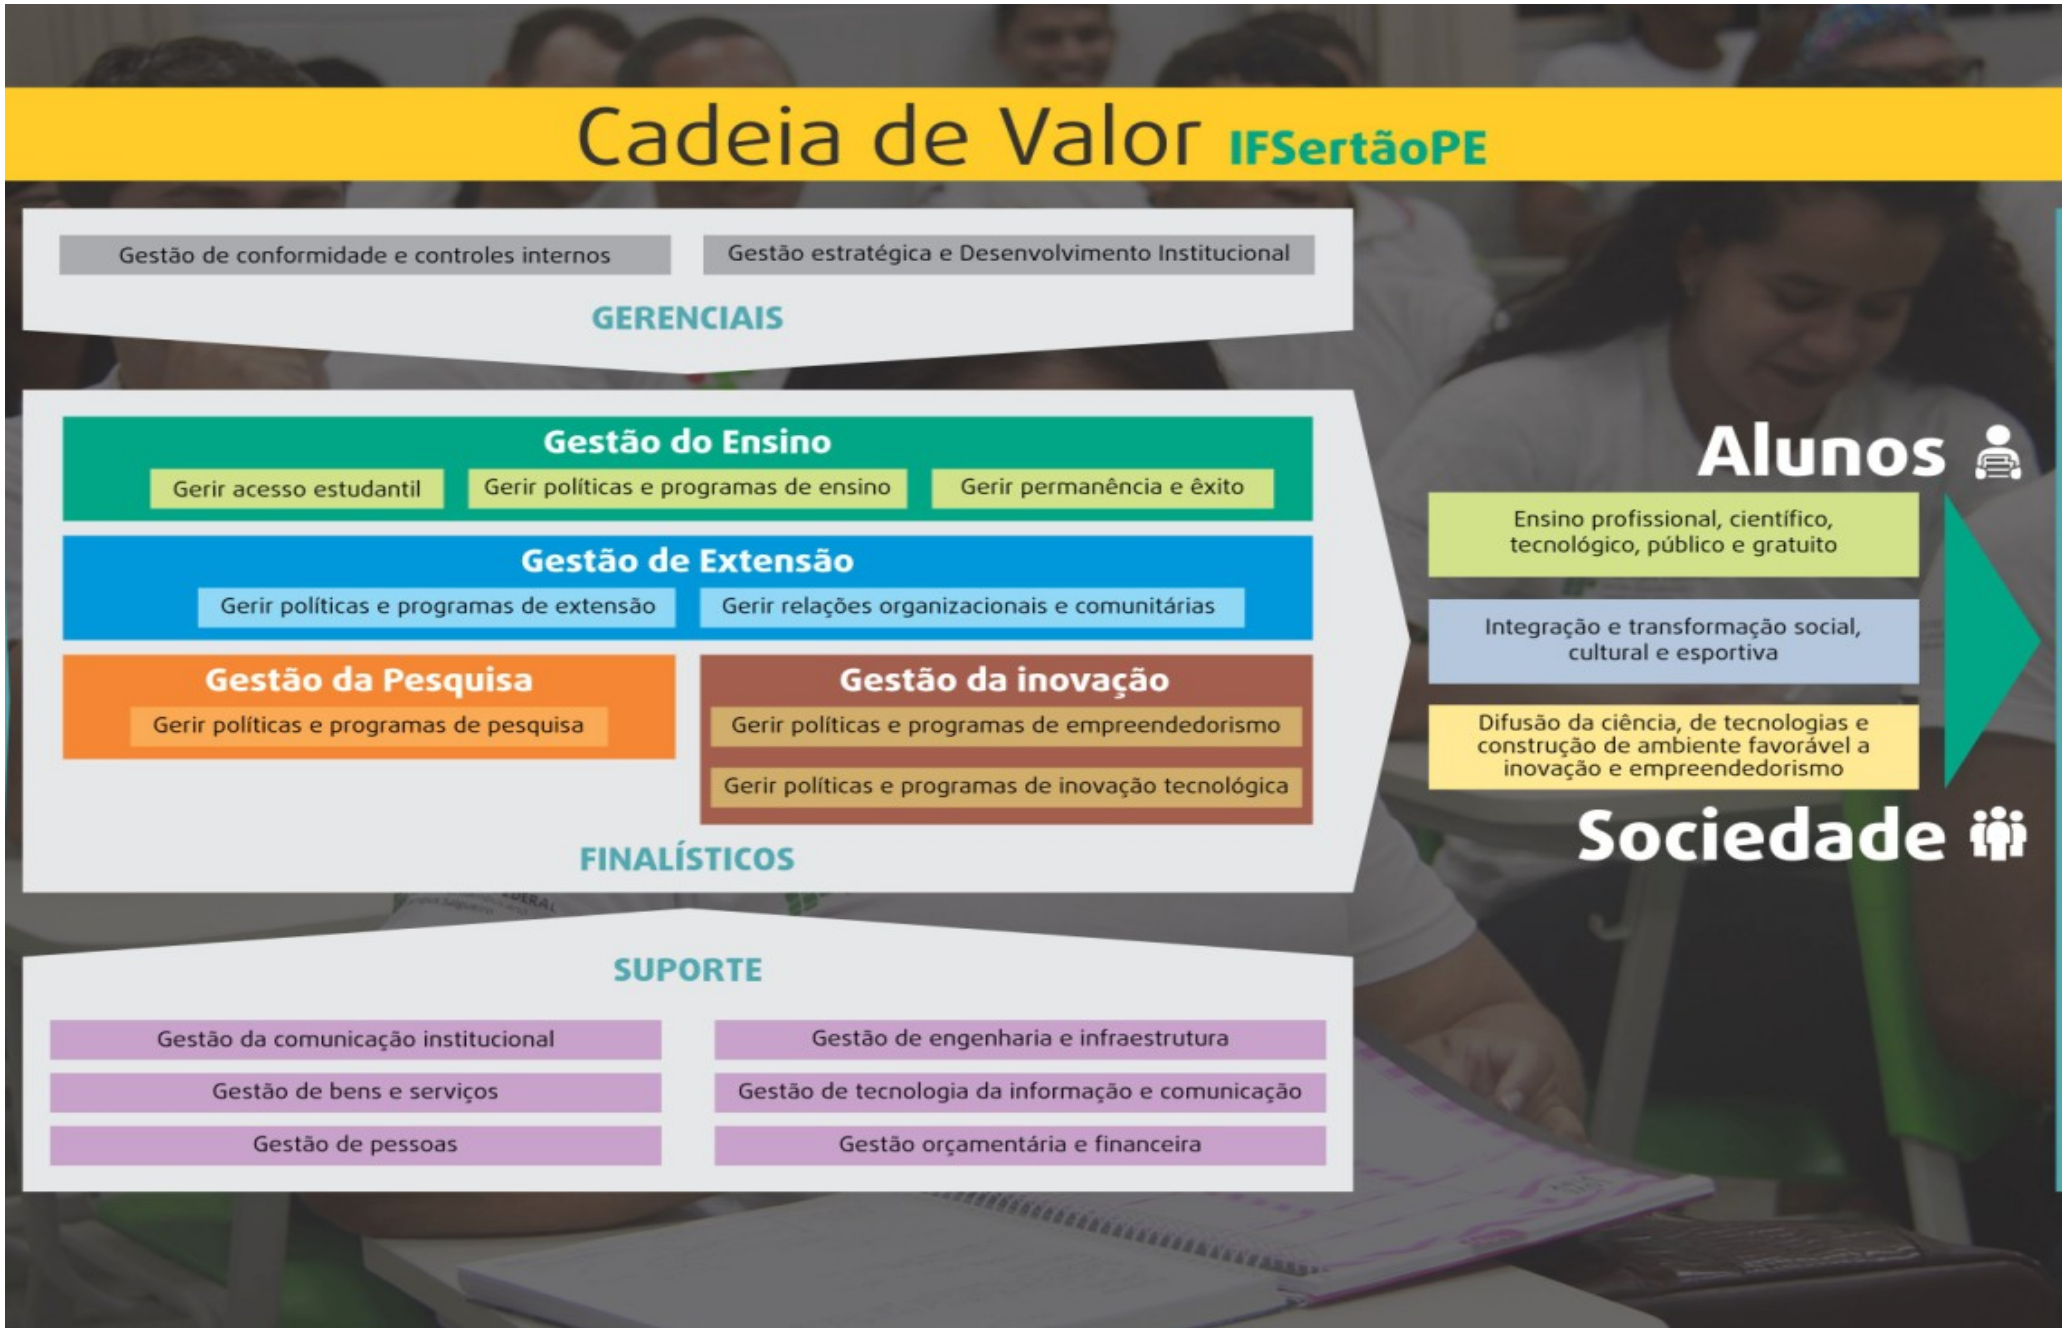 Cadeia de Valor IFSertãoPE
Gestão de conformidade e controles internos
Gestão estratégica e Desenvolvimento Institucional
GERENCIAIS
Gestão do Ensino
Gerir acesso estudantil
Gerir políticas e programas de ensino
Gerir permanência e êxito
Gestão de Extensão
Gerir políticas e programas de extensão
Gerir relações organizacionais e comunitárias
Gestão da Pesquisa
Gerir políticas e programas de pesquisa
Gestão da inovação
Gerir políticas e programas de empreendedorismo
Gerir políticas e programas de inovação tecnológica
FINALÍSTICOS
Alunos
Ensino profissional, científico,
tecnológico, público e gratuito
Integração e transformação social,
cultural e esportiva
Difusão da ciência, de tecnologias e
construção de ambiente favorável a
inovação e empreendedorismo
Sociedade
SUPORTE
Gestão da comunicação institucional
Gestão de bens e serviços
Gestão de pessoas
Gestão de engenharia e infraestrutura
Gestão de tecnologia da informação e comunicação
Gestão orçamentária e financeira